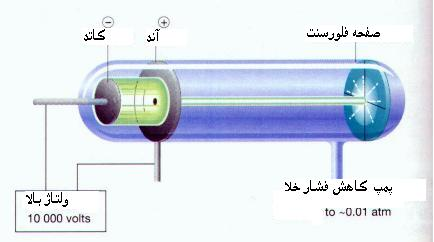 کاتد
−
آند
+
صفحه فلورسنت
ولتاژ بالا
10 000 volts
پمپ کاهش فشار خلا
to ~0.01 atm